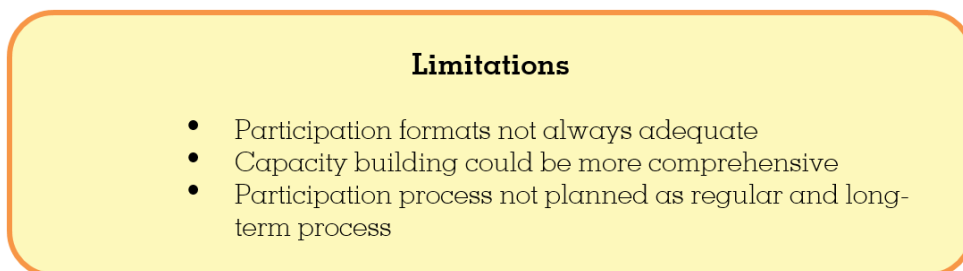 Limitations
• Participation formats not always adequate
• Capacity building could be more comprehensive
• Participation process not planned as regular and long-
term process